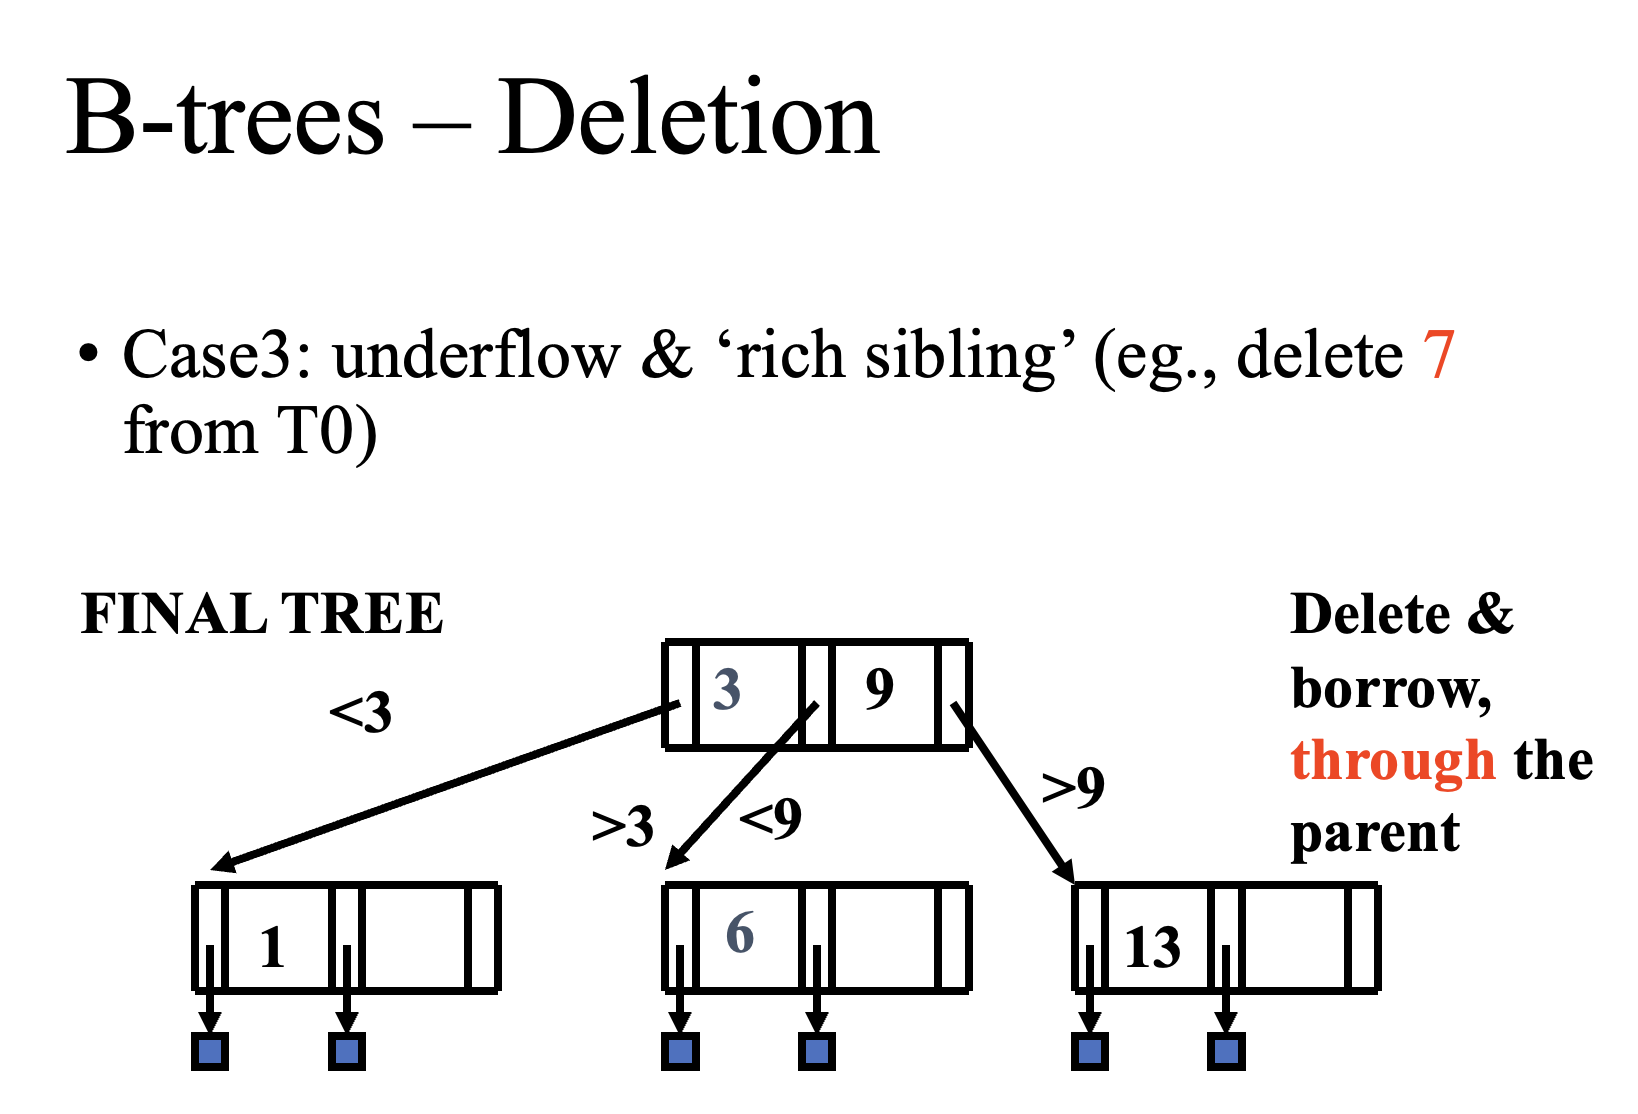 B-trees – Deletion
• Case3: underflow & ‘rich sibling’ (eg., delete 7
from T0)
FINAL TREE
Delete &
borrow,
through the
parent
3 9
<3
>3 <9
>9
1
6
13